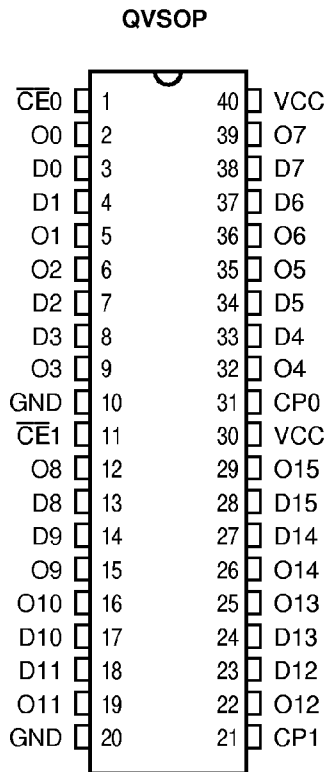 QVSOP
C̅E̅0 1 40 VCC
O0 2 39 O7
D0 3 38 D7
D1 4 37 D6
O1 5 36 O6
O2 6 35 O5
D2 7 34 D5
D3 8 33 D4
O3 9 32 O4
GND 10 31 CP0
C̅E̅1 11 30 VCC
O8 12 29 O15
D8 13 28 D15
D9 14 27 D14
O9 15 26 O14
O10 16 25 O13
D10 17 24 D13
D11 18 23 D12
O11 19 22 O12
GND 20 21 CP1